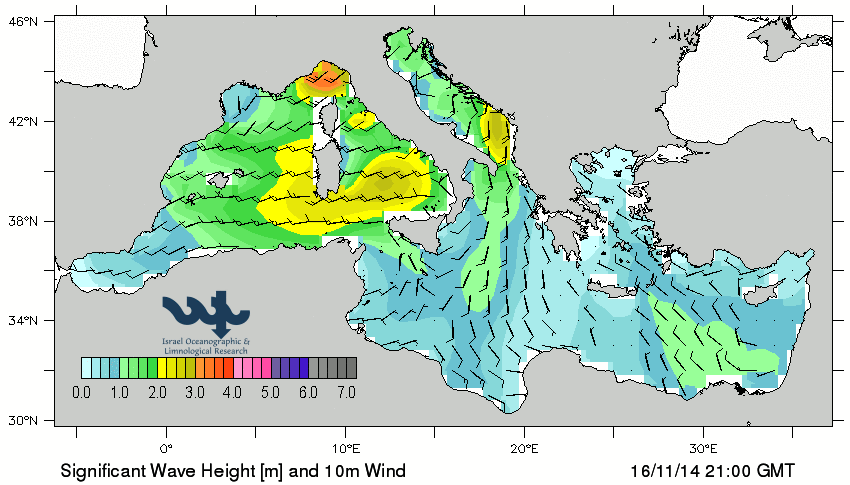 46°N
42°N
38°N
34°N
30°N
Israel Oceanographic &
Limnological Research
0.0 1.0 2.0 3.0 4.0 5.0 6.0 7.0
0° 10°E 20°E 30°E
Significant Wave Height [m] and 10m Wind 16/11/14 21:00 GMT